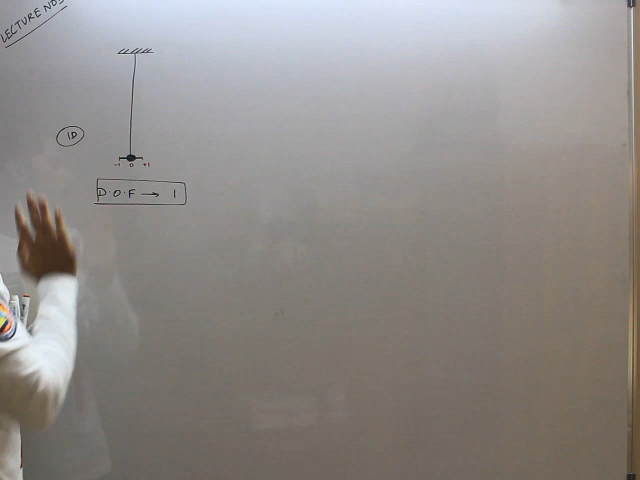 LECTURE NO:
1D
-1 0 +1
D.O.F → 1